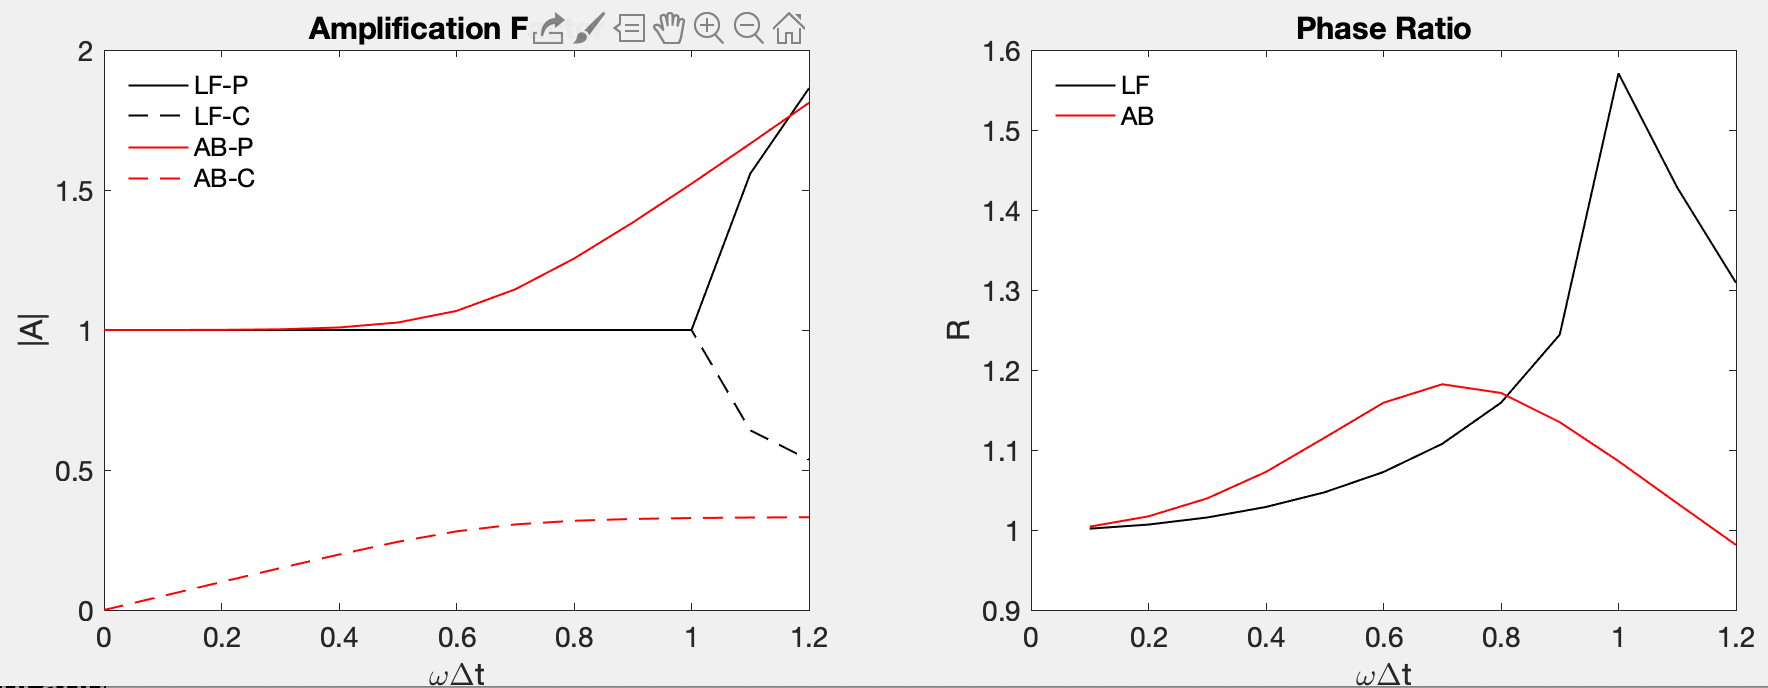 Amplification F
2
1.5
1
0.5
0
LF-P
LF-C
AB-P
AB-C
|A|
0 0.2 0.4 0.6 0.8 1 1.2
ωΔt
Phase Ratio
1.6
1.5
1.4
1.3
1.2
1.1
1
0.9
LF
AB
R
0 0.2 0.4 0.6 0.8 1 1.2
ωΔt